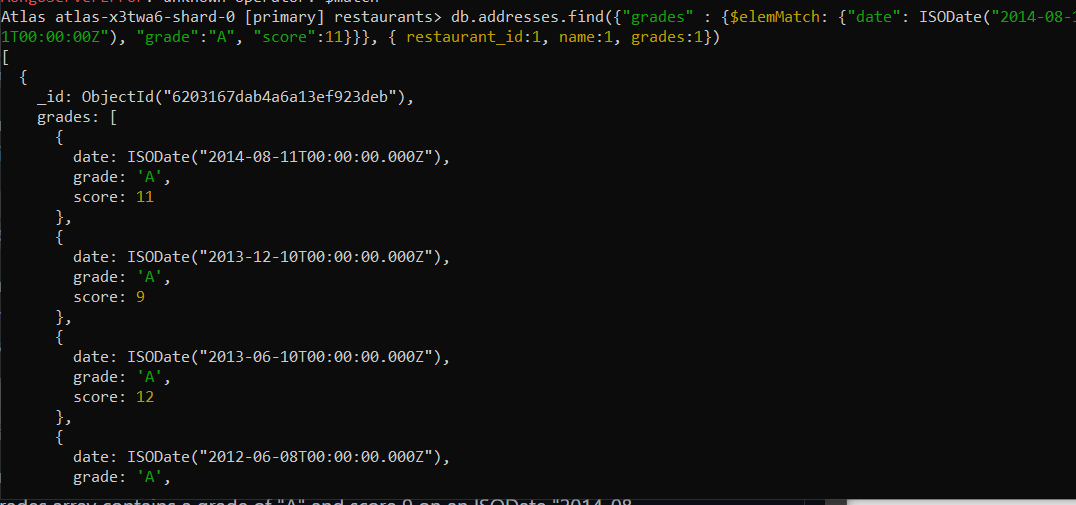 MongoServerError: unknown operator: $match
Atlas atlas-x3twa6-shard-0 [primary] restaurants> db.addresses.find({"grades" : {$elemMatch: {"date": ISODate("2014-08-1
1T00:00:00Z"), "grade":"A", "score":11}}}, { restaurant_id:1, name:1, grades:1})
[
  {
    _id: ObjectId("6203167dab4a6a13ef923deb"),
    grades: [
      {
        date: ISODate("2014-08-11T00:00:00.000Z"),
        grade: 'A',
        score: 11
      },
      {
        date: ISODate("2013-12-10T00:00:00.000Z"),
        grade: 'A',
        score: 9
      },
      {
        date: ISODate("2013-06-10T00:00:00.000Z"),
        grade: 'A',
        score: 12
      },
      {
        date: ISODate("2012-06-08T00:00:00.000Z"),
        grade: 'A',
array contains a grade of "A" and score 9 on an ISODate "2014-08-